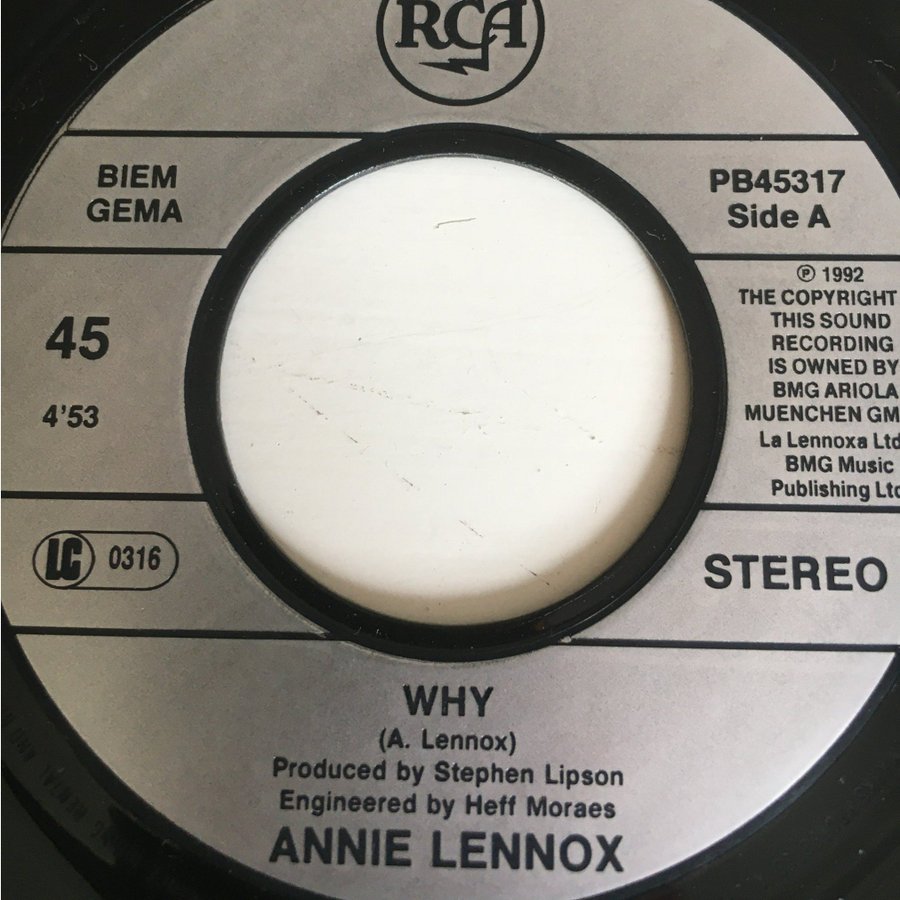 RCA
BIEM
GEMA
PB45317
Side A
45
4'53
℗ 1992
THE COPYRIGHT
THIS SOUND
RECORDING
IS OWNED BY
BMG ARIOLA
MUENCHEN GM
La Lennoxa Ltd
BMG Music
Publishing Ltd
LC 0316
STEREO
WHY
(A. Lennox)
Produced by Stephen Lipson
Engineered by Heff Moraes
ANNIE LENNOX